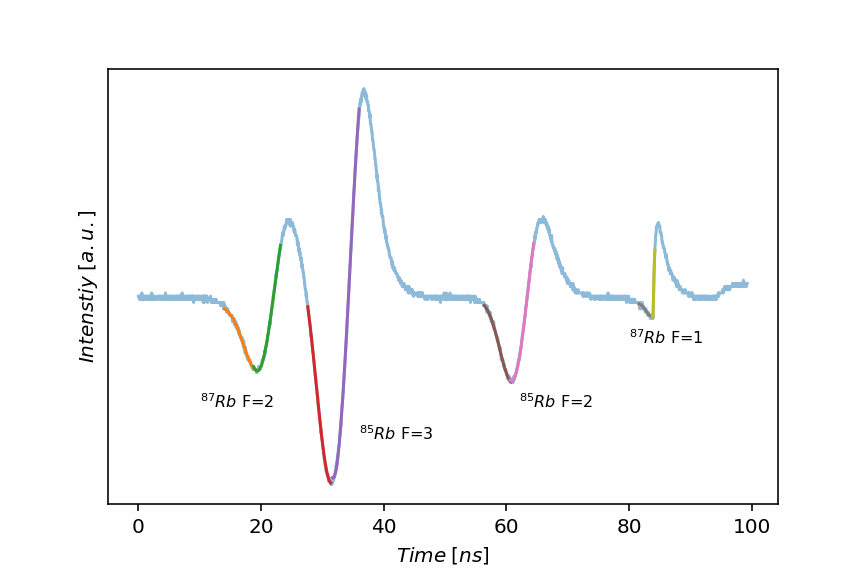 Intenstiy [a. u.]
⁸⁷Rb F=1
⁸⁷Rb F=2
⁸⁵Rb F=2
⁸⁵Rb F=3
0 20 40 60 80 100
Time [ns]